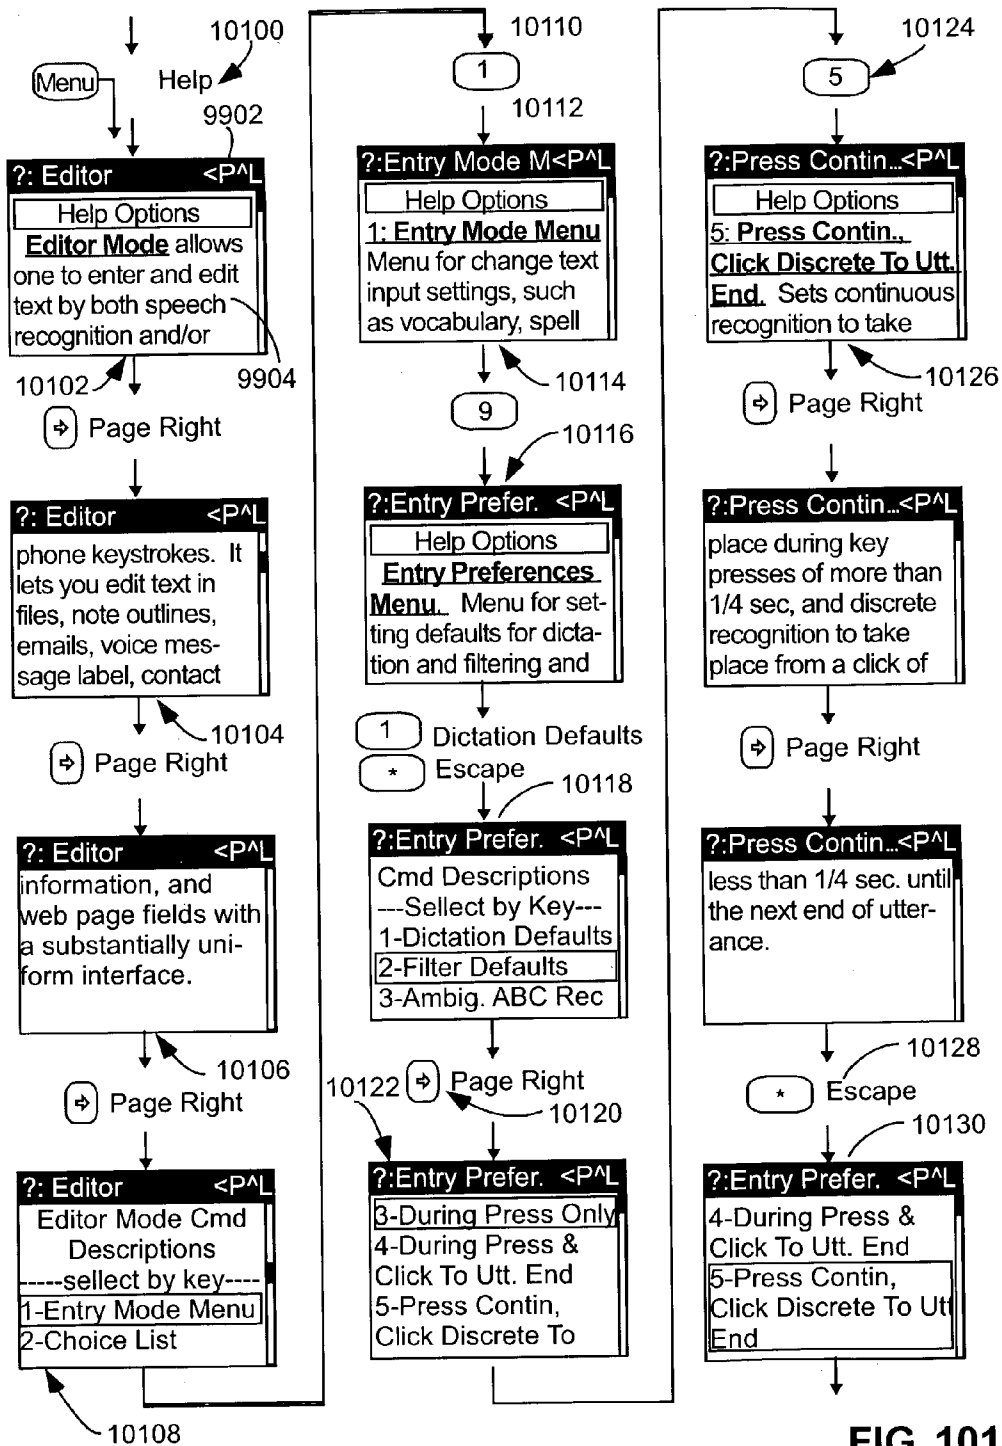 10100
Menu
Help
9902
?: Editor <P^L
Help Options
Editor Mode allows
one to enter and edit
text by both speech
recognition and/or
10102
9904
Page Right
?: Editor <P^L
phone keystrokes. It
lets you edit text in
files, note outlines,
emails, voice mes-
sage label, contact
10104
Page Right
?: Editor <P^L
information, and
web page fields with
a substantially uni-
form interface.
10106
Page Right
?: Editor <P^L
Editor Mode Cmd
Descriptions
-----sellect by key----
1-Entry Mode Menu
2-Choice List
10108
10110
1
10112
?:Entry Mode M<P^L
Help Options
1: Entry Mode Menu
Menu for change text
input settings, such
as vocabulary, spell
10114
9
10116
?:Entry Prefer. <P^L
Help Options
Entry Preferences
Menu. Menu for set-
ting defaults for dicta-
tion and filtering and
1 Dictation Defaults
* Escape
10118
?:Entry Prefer. <P^L
Cmd Descriptions
---Sellect by Key---
1-Dictation Defaults
2-Filter Defaults
3-Ambig. ABC Rec
10122
Page Right
10120
?:Entry Prefer. <P^L
3-During Press Only
4-During Press &
Click To Utt. End
5-Press Contin,
Click Discrete To
10124
5
?:Press Contin...<P^L
Help Options
5: Press Contin.,
Click Discrete To Utt.
End. Sets continuous
recognition to take
10126
Page Right
?:Press Contin...<P^L
place during key
presses of more than
1/4 sec, and discrete
recognition to take
place from a click of
Page Right
?:Press Contin...<P^L
less than 1/4 sec. until
the next end of utter-
ance.
10128
* Escape
10130
?:Entry Prefer. <P^L
4-During Press &
Click To Utt. End
5-Press Contin,
Click Discrete To Utt
End
FIG. 101